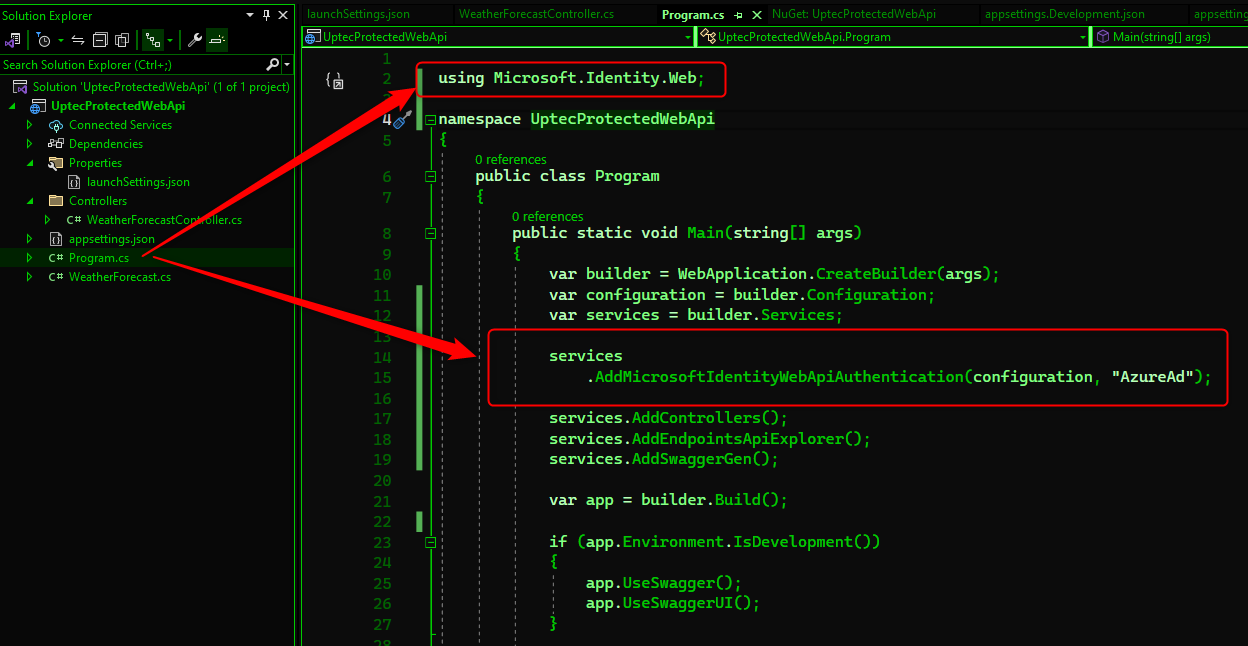 Solution Explorer
Search Solution Explorer (Ctrl+;)
Solution 'UptecProtectedWebApi' (1 of 1 project)
UptecProtectedWebApi
Connected Services
Dependencies
Properties
launchSettings.json
Controllers
C# WeatherForecastController.cs
appsettings.json
C# Program.cs
C# WeatherForecast.cs
launchSettings.json WeatherForecastController.cs Program.cs NuGet: UptecProtectedWebApi appsettings.Development.json appsetting
UptecProtectedWebApi UptecProtectedWebApi.Program Main(string[] args)
1
2 using Microsoft.Identity.Web;
3
4 namespace UptecProtectedWebApi
5 {
0 references
6 public class Program
7 {
0 references
8 public static void Main(string[] args)
9 {
10 var builder = WebApplication.CreateBuilder(args);
11 var configuration = builder.Configuration;
12 var services = builder.Services;
13
14 services
15 .AddMicrosoftIdentityWebApiAuthentication(configuration, "AzureAd");
16
17 services.AddControllers();
18 services.AddEndpointsApiExplorer();
19 services.AddSwaggerGen();
20
21 var app = builder.Build();
22
23 if (app.Environment.IsDevelopment())
24 {
25 app.UseSwagger();
26 app.UseSwaggerUI();
27 }
28